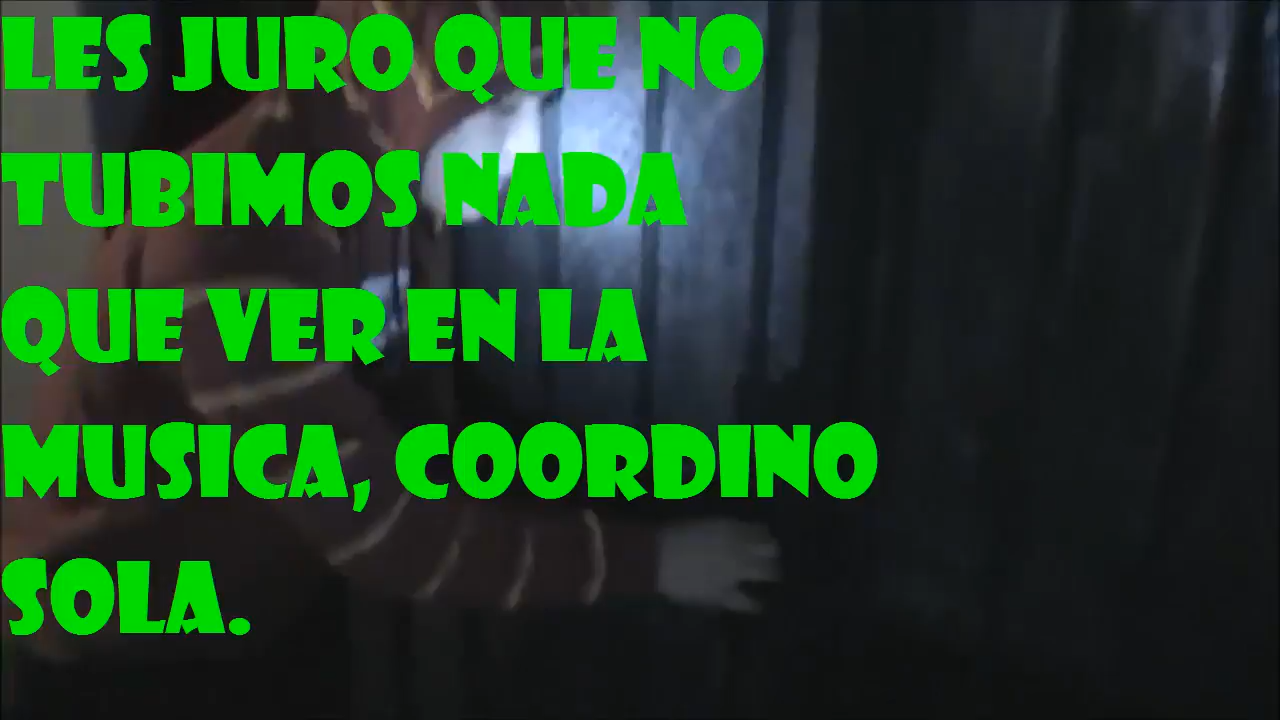 LES JURO QUE NO
TUBIMOS NADA
QUE VER EN LA
MUSICA, COORDINO
SOLA.